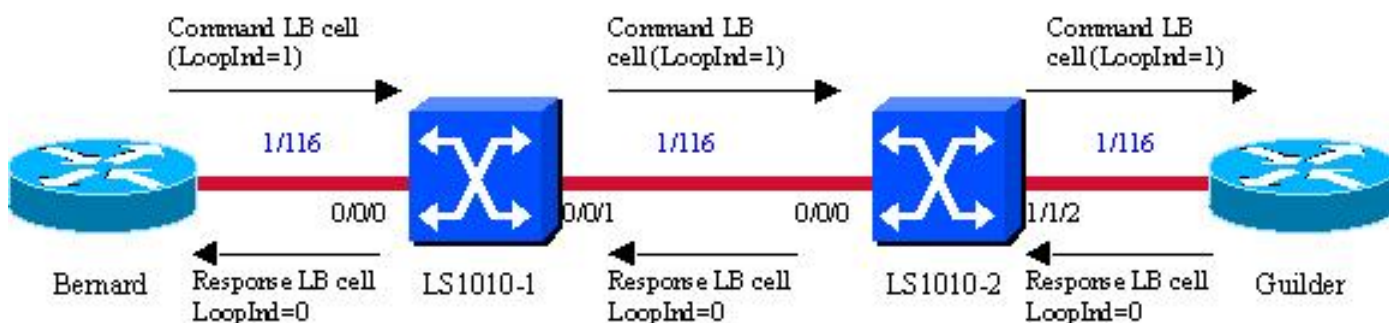 Command LB cell
(LoopInd=1)
Command LB
cell (LoopInd=1)
Command LB
cell (LoopInd=1)
1/116
1/116
1/116
0/0/0
0/0/1
0/0/0
1/1/2
Bernard
Response LB cell
LoopInd=0
LS1010-1
Response LB cell
LoopInd=0
LS1010-2
Response LB cell
LoopInd=0
Guilder